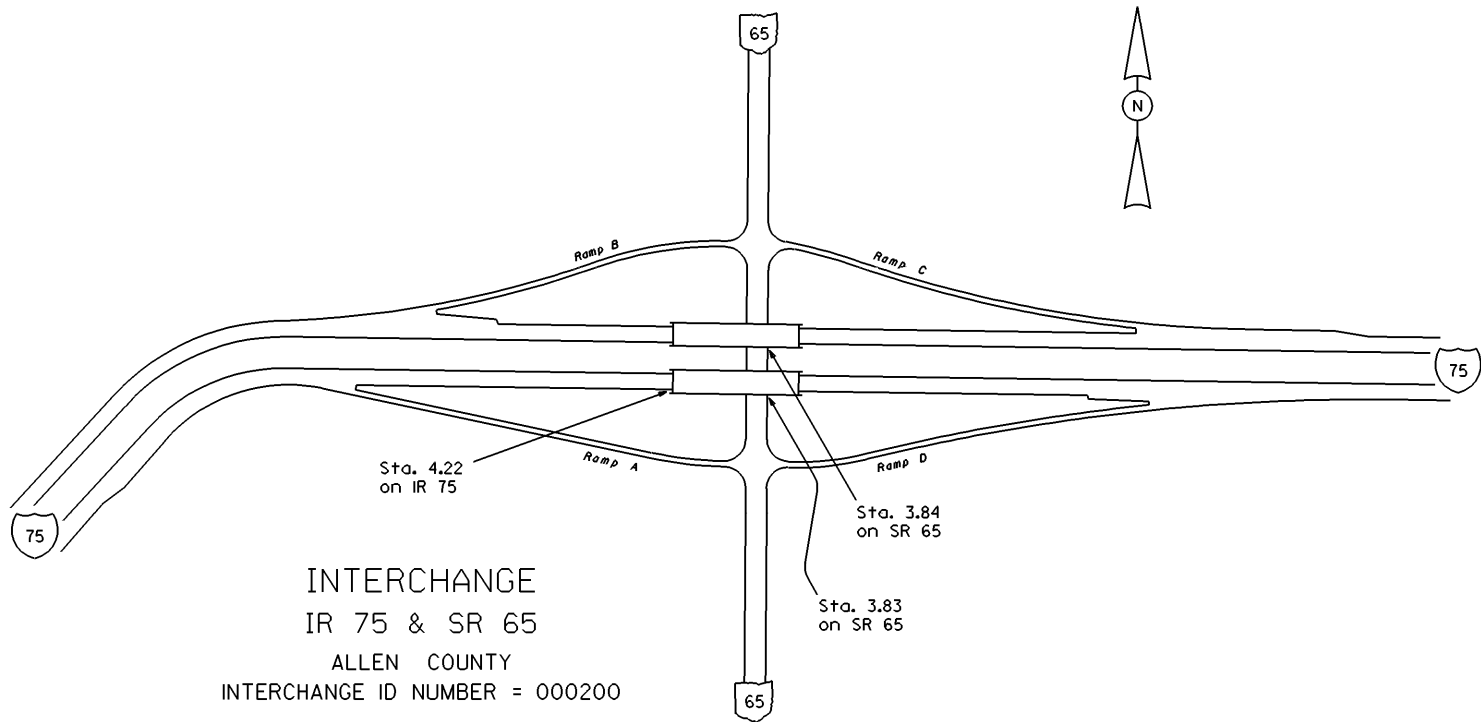 65
N
Ramp B
Ramp C
75
Ramp A
Ramp D
Sta. 4.22
on IR 75
Sta. 3.84
on SR 65
75
Sta. 3.83
on SR 65
INTERCHANGE
IR 75 & SR 65
ALLEN COUNTY
INTERCHANGE ID NUMBER = 000200
65